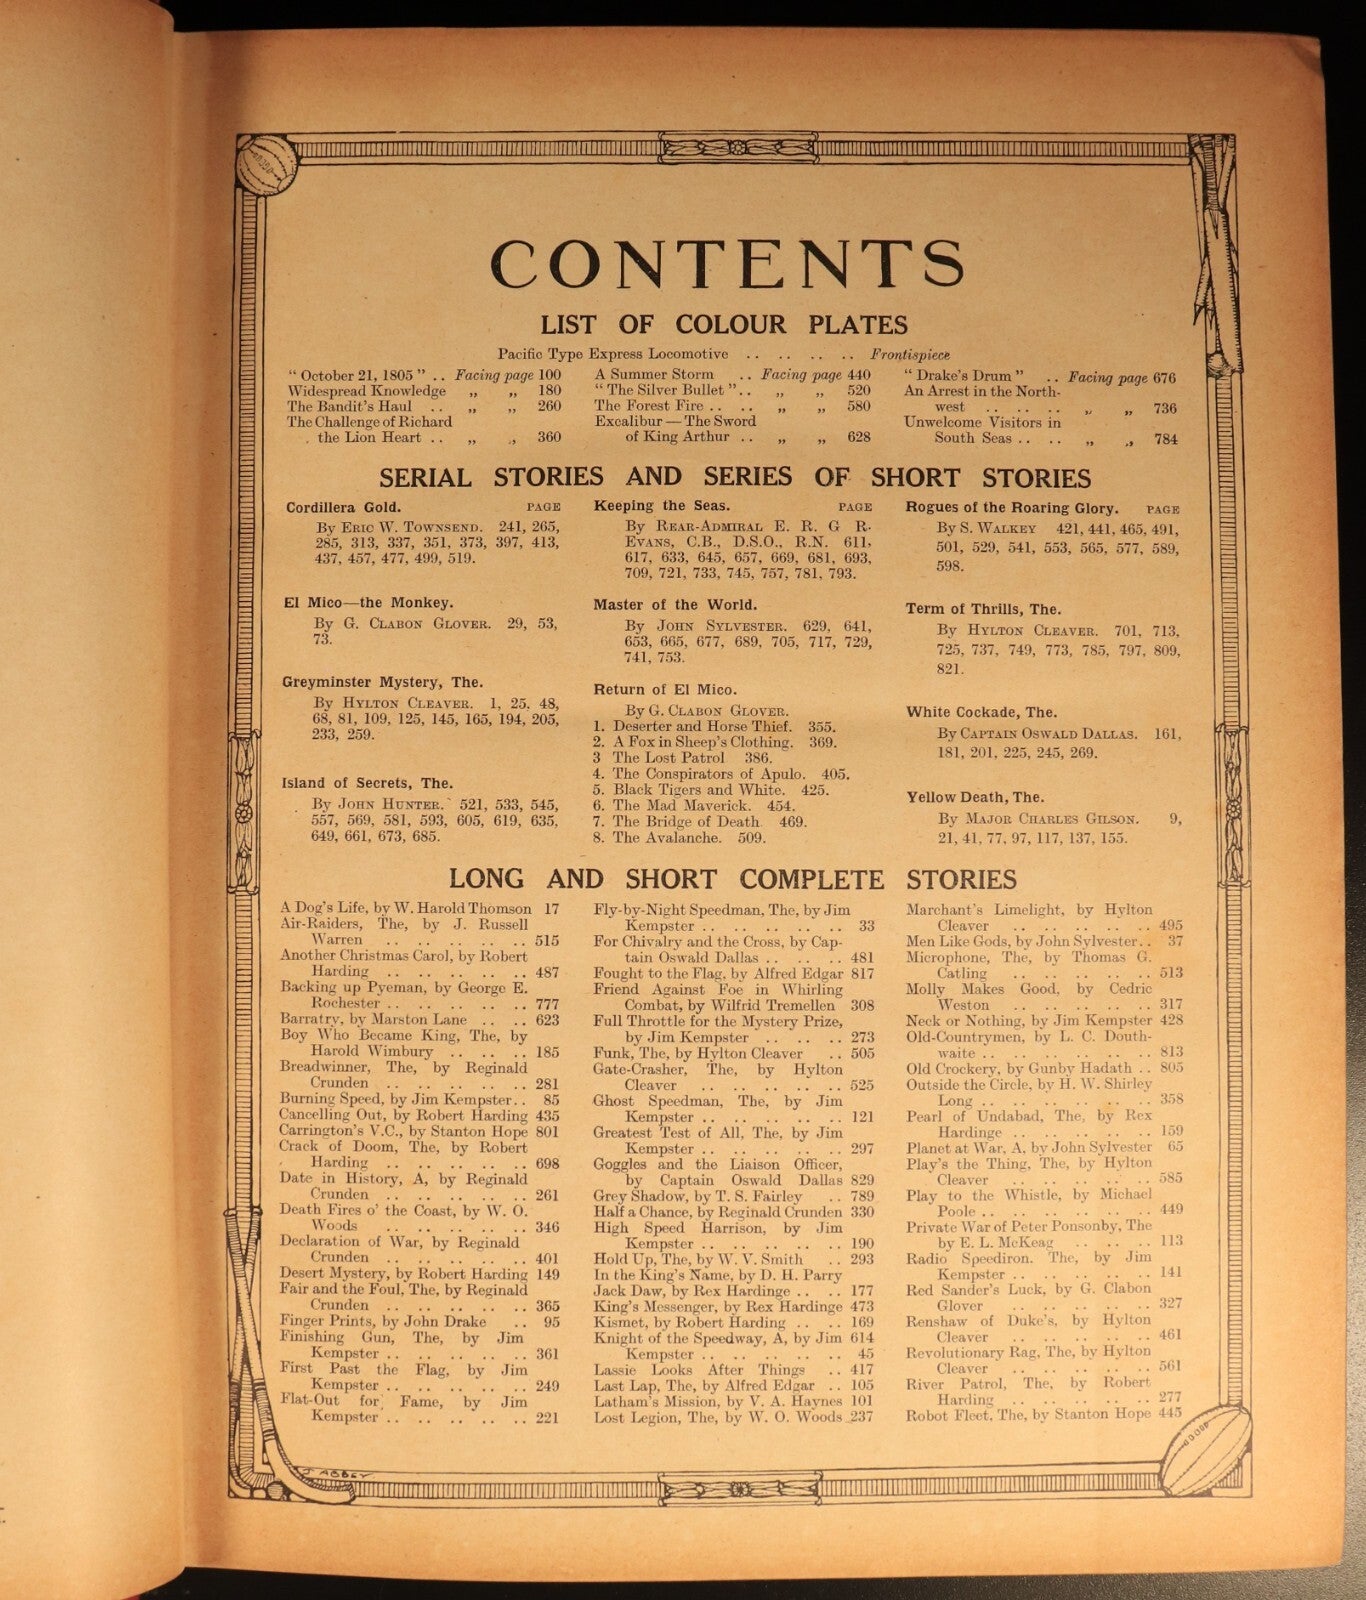 CONTENTS
LIST OF COLOUR PLATES
Pacific Type Express Locomotive .. .. .. .. Frontispiece
“ October 21, 1805 ” .. Facing page 100
Widespread Knowledge „ „ 180
The Bandit's Haul .. „ „ 260
The Challenge of Richard
the Lion Heart .. „ „ 360
A Summer Storm .. Facing page 440
“ The Silver Bullet ” .. „ „ 520
The Forest Fire .. .. „ „ 580
Excalibur — The Sword
of King Arthur .. „ „ 628
“ Drake's Drum ” .. Facing page 676
An Arrest in the North-
west .. .. .. „ „ 736
Unwelcome Visitors in
South Seas .. .. „ „ 784
SERIAL STORIES AND SERIES OF SHORT STORIES
Cordillera Gold. PAGE
By ERIC W. TOWNSEND. 241, 265,
285, 313, 337, 351, 373, 397, 413,
437, 457, 477, 499, 519.
El Mico—the Monkey.
By G. CLABON GLOVER. 29, 53,
73.
Greyminster Mystery, The.
By HYLTON CLEAVER. 1, 25, 48,
68, 81, 109, 125, 145, 165, 194, 205,
233, 259.
Island of Secrets, The.
By JOHN HUNTER. 521, 533, 545,
557, 569, 581, 593, 605, 619, 635,
649, 661, 673, 685.
Keeping the Seas. PAGE
By REAR-ADMIRAL E. R. G R.
EVANS, C.B., D.S.O., R.N. 611,
617, 633, 645, 657, 669, 681, 693,
709, 721, 733, 745, 757, 781, 793.
Master of the World.
By JOHN SYLVESTER. 629, 641,
653, 665, 677, 689, 705, 717, 729,
741, 753.
Return of El Mico.
By G. CLABON GLOVER.
1. Deserter and Horse Thief. 355.
2. A Fox in Sheep's Clothing. 369.
3 The Lost Patrol 386.
4. The Conspirators of Apulo. 405.
5. Black Tigers and White. 425.
6. The Mad Maverick. 454.
7. The Bridge of Death 469.
8. The Avalanche. 509.
Rogues of the Roaring Glory. PAGE
By S. WALKEY 421, 441, 465, 491,
501, 529, 541, 553, 565, 577, 589,
598.
Term of Thrills, The.
By HYLTON CLEAVER. 701, 713,
725, 737, 749, 773, 785, 797, 809,
821.
White Cockade, The.
By CAPTAIN OSWALD DALLAS. 161,
181, 201, 225, 245, 269.
Yellow Death, The.
By MAJOR CHARLES GILSON. 9,
21, 41, 77, 97, 117, 137, 155.
LONG AND SHORT COMPLETE STORIES
A Dog's Life, by W. Harold Thomson 17
Air-Raiders, The, by J. Russell
Warren .. .. .. .. .. 515
Another Christmas Carol, by Robert
Harding .. .. .. .. .. 487
Backing up Pyeman, by George E.
Rochester .. .. .. .. .. 777
Barratry, by Marston Lane .. .. 623
Boy Who Became King, The, by
Harold Wimbury .. .. .. 185
Breadwinner, The, by Reginald
Crunden .. .. .. .. .. 281
Burning Speed, by Jim Kempster .. 85
Cancelling Out, by Robert Harding 435
Carrington's V.C., by Stanton Hope 801
Crack of Doom, The, by Robert
Harding .. .. .. .. .. 698
Date in History, A, by Reginald
Crunden .. .. .. .. .. 261
Death Fires o' the Coast, by W. O.
Woods .. .. .. .. .. 346
Declaration of War, by Reginald
Crunden .. .. .. .. .. 401
Desert Mystery, by Robert Harding 149
Fair and the Foul, The, by Reginald
Crunden .. .. .. .. .. 365
Finger Prints, by John Drake .. 95
Finishing Gun, The, by Jim
Kempster .. .. .. .. .. 361
First Past the Flag, by Jim
Kempster .. .. .. .. .. 249
Flat-Out for Fame, by Jim
Kempster .. .. .. .. .. 221
Fly-by-Night Speedman, The, by Jim
Kempster .. .. .. .. .. 33
For Chivalry and the Cross, by Cap-
tain Oswald Dallas .. .. .. 481
Fought to the Flag, by Alfred Edgar 817
Friend Against Foe in Whirling
Combat, by Wilfrid Tremellen 308
Full Throttle for the Mystery Prize,
by Jim Kempster .. .. .. 273
Funk, The, by Hylton Cleaver .. 505
Gate-Crasher, The, by Hylton
Cleaver .. .. .. .. .. 525
Ghost Speedman, The, by Jim
Kempster .. .. .. .. .. 121
Greatest Test of All, The, by Jim
Kempster .. .. .. .. .. 297
Goggles and the Liaison Officer,
by Captain Oswald Dallas 829
Grey Shadow, by T. S. Fairley .. 789
Half a Chance, by Reginald Crunden 330
High Speed Harrison, by Jim
Kempster .. .. .. .. .. 190
Hold Up, The, by W. V. Smith .. 293
In the King's Name, by D. H. Parry
Jack Daw, by Rex Hardinge .. .. 177
King's Messenger, by Rex Hardinge 473
Kismet, by Robert Harding .. .. 169
Knight of the Speedway, A, by Jim 614
Kempster .. .. .. .. .. 45
Lassie Looks After Things .. 417
Last Lap, The, by Alfred Edgar .. 105
Latham's Mission, by V. A. Haynes 101
Lost Legion, The, by W. O. Woods 237
Marchant's Limelight, by Hylton
Cleaver .. .. .. .. .. 495
Men Like Gods, by John Sylvester .. 37
Microphone, The, by Thomas G.
Catling .. .. .. .. .. 513
Molly Makes Good, by Cedric
Weston .. .. .. .. .. 317
Neck or Nothing, by Jim Kempster 428
Old-Countrymen, by L. C. Douth-
waite .. .. .. .. .. .. 813
Old Crockery, by Gunby Hadath .. 805
Outside the Circle, by H. W. Shirley
Long .. .. .. .. .. .. 358
Pearl of Undabad, The, by Rex
Hardinge .. .. .. .. .. 159
Planet at War, A, by John Sylvester 65
Play's the Thing, The, by Hylton
Cleaver .. .. .. .. .. 585
Play to the Whistle, by Michael
Poole .. .. .. .. .. .. 449
Private War of Peter Ponsonby, The
by E. L. McKeag .. .. .. 113
Radio Speediron. The, by Jim
Kempster .. .. .. .. .. 141
Red Sander's Luck, by G. Clabon
Glover .. .. .. .. .. 327
Renshaw of Duke's, by Hylton
Cleaver .. .. .. .. .. 461
Revolutionary Rag, The, by Hylton
Cleaver .. .. .. .. .. 561
River Patrol, The, by Robert
Harding .. .. .. .. .. 277
Robot Fleet, The, by Stanton Hope 445
J. ABBEY